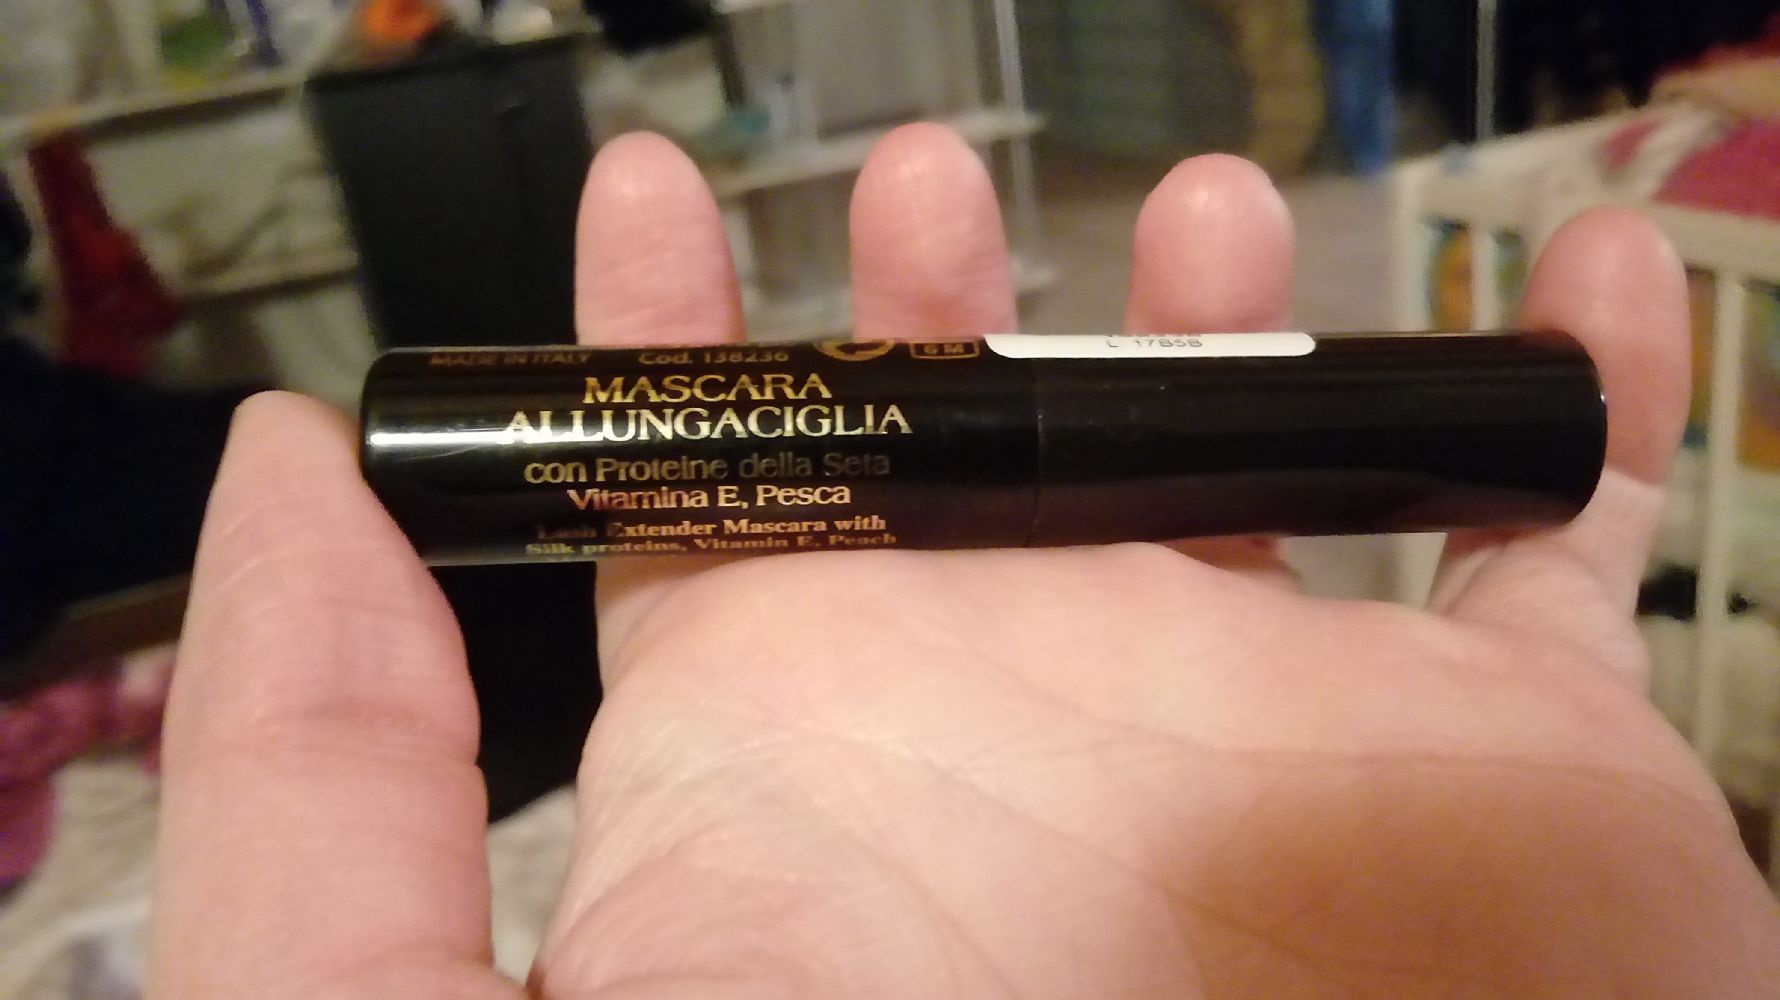 MADE IN ITALY Cod. 138236 6 M
L 17B5B
MASCARA
ALLUNGACIGLIA
con Proteine della Seta
Vitamina E, Pesca
Lash Extender Mascara with
Silk proteins, Vitamin E, Peach